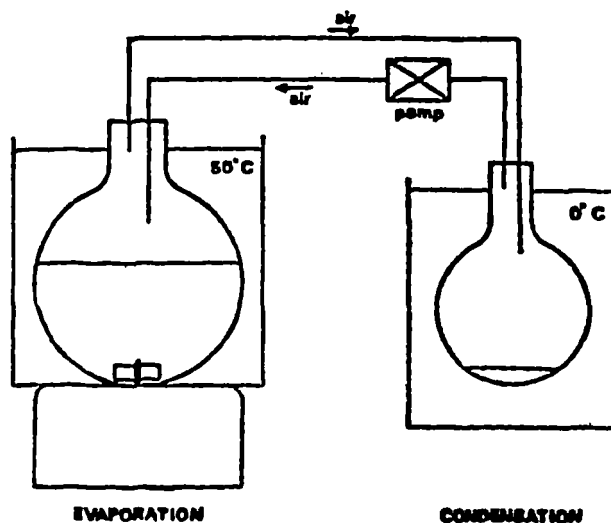 air
air
pump
50°C
0°C
EVAPORATION
CONDENSATION